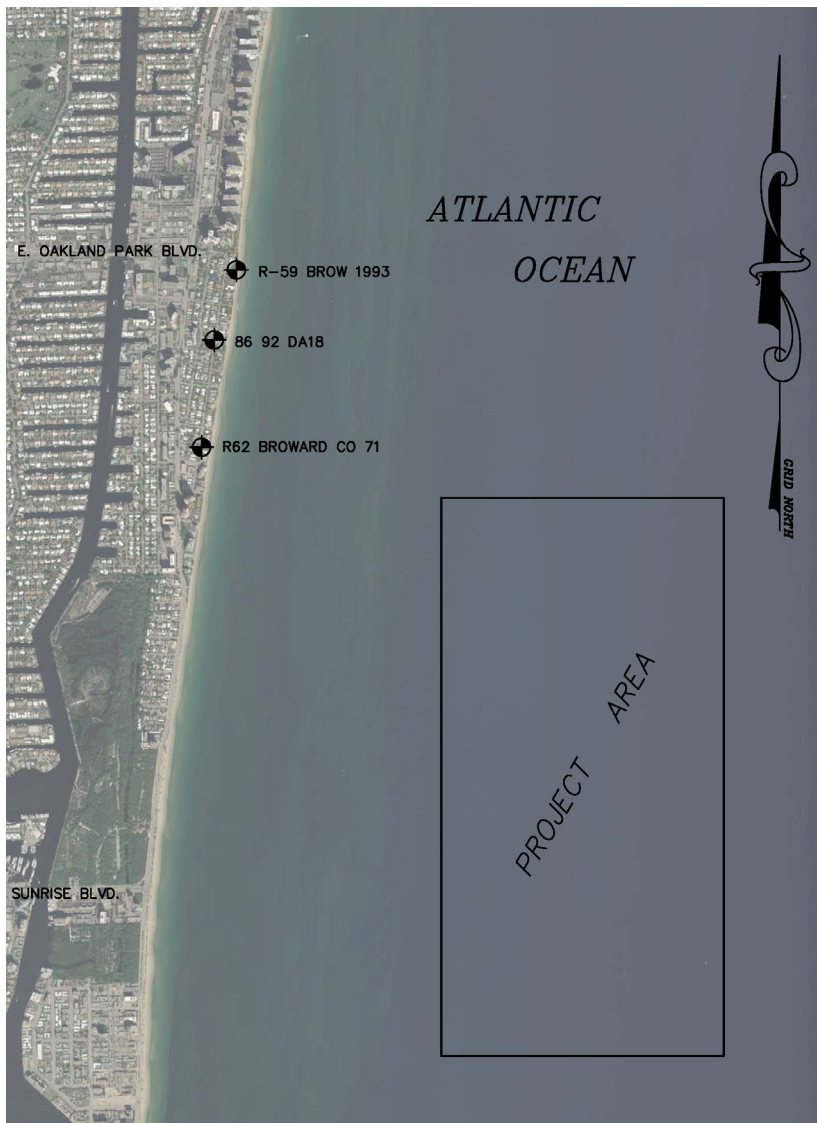 ATLANTIC
OCEAN
E. OAKLAND PARK BLVD.
R-59 BROW 1993
86 92 DA18
R62 BROWARD CO 71
GRID NORTH
PROJECT AREA
SUNRISE BLVD.